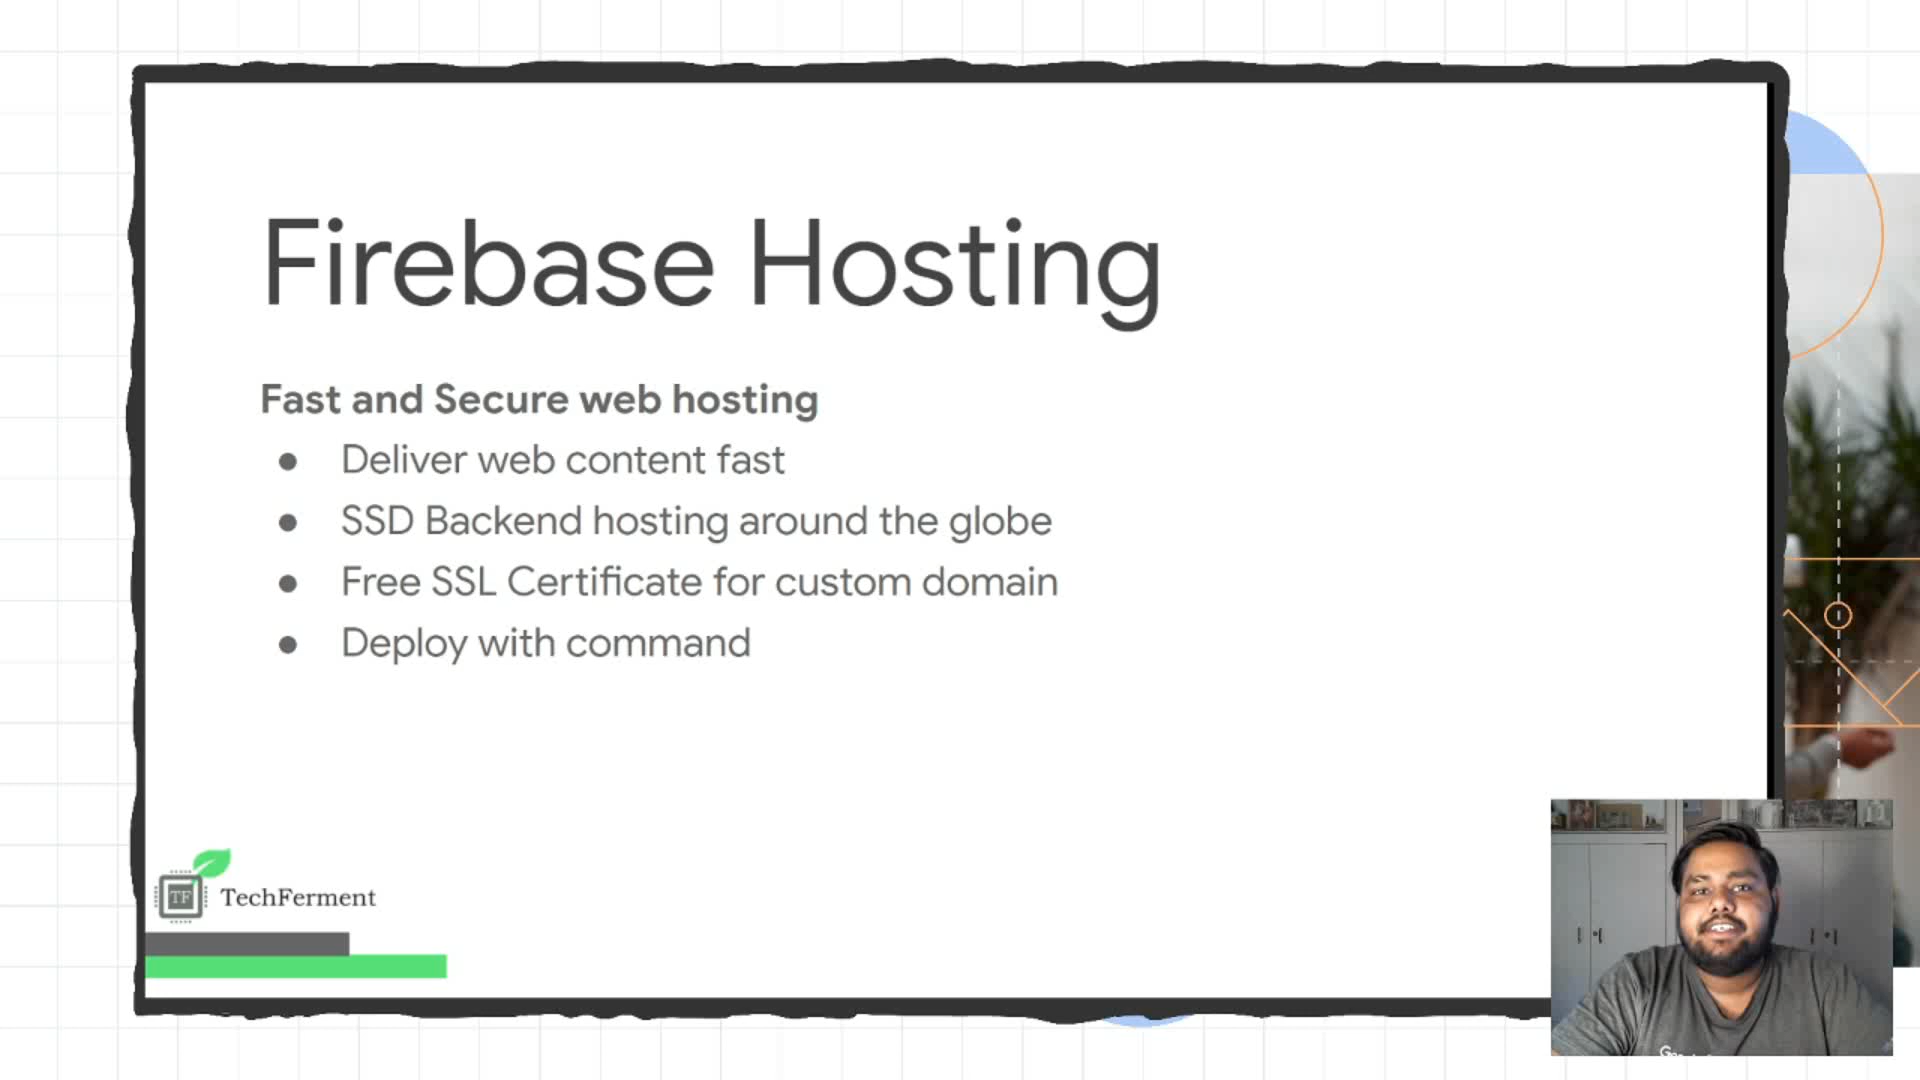 Firebase Hosting
Fast and Secure web hosting
● Deliver web content fast
● SSD Backend hosting around the globe
● Free SSL Certificate for custom domain
● Deploy with command
TF
TechFerment